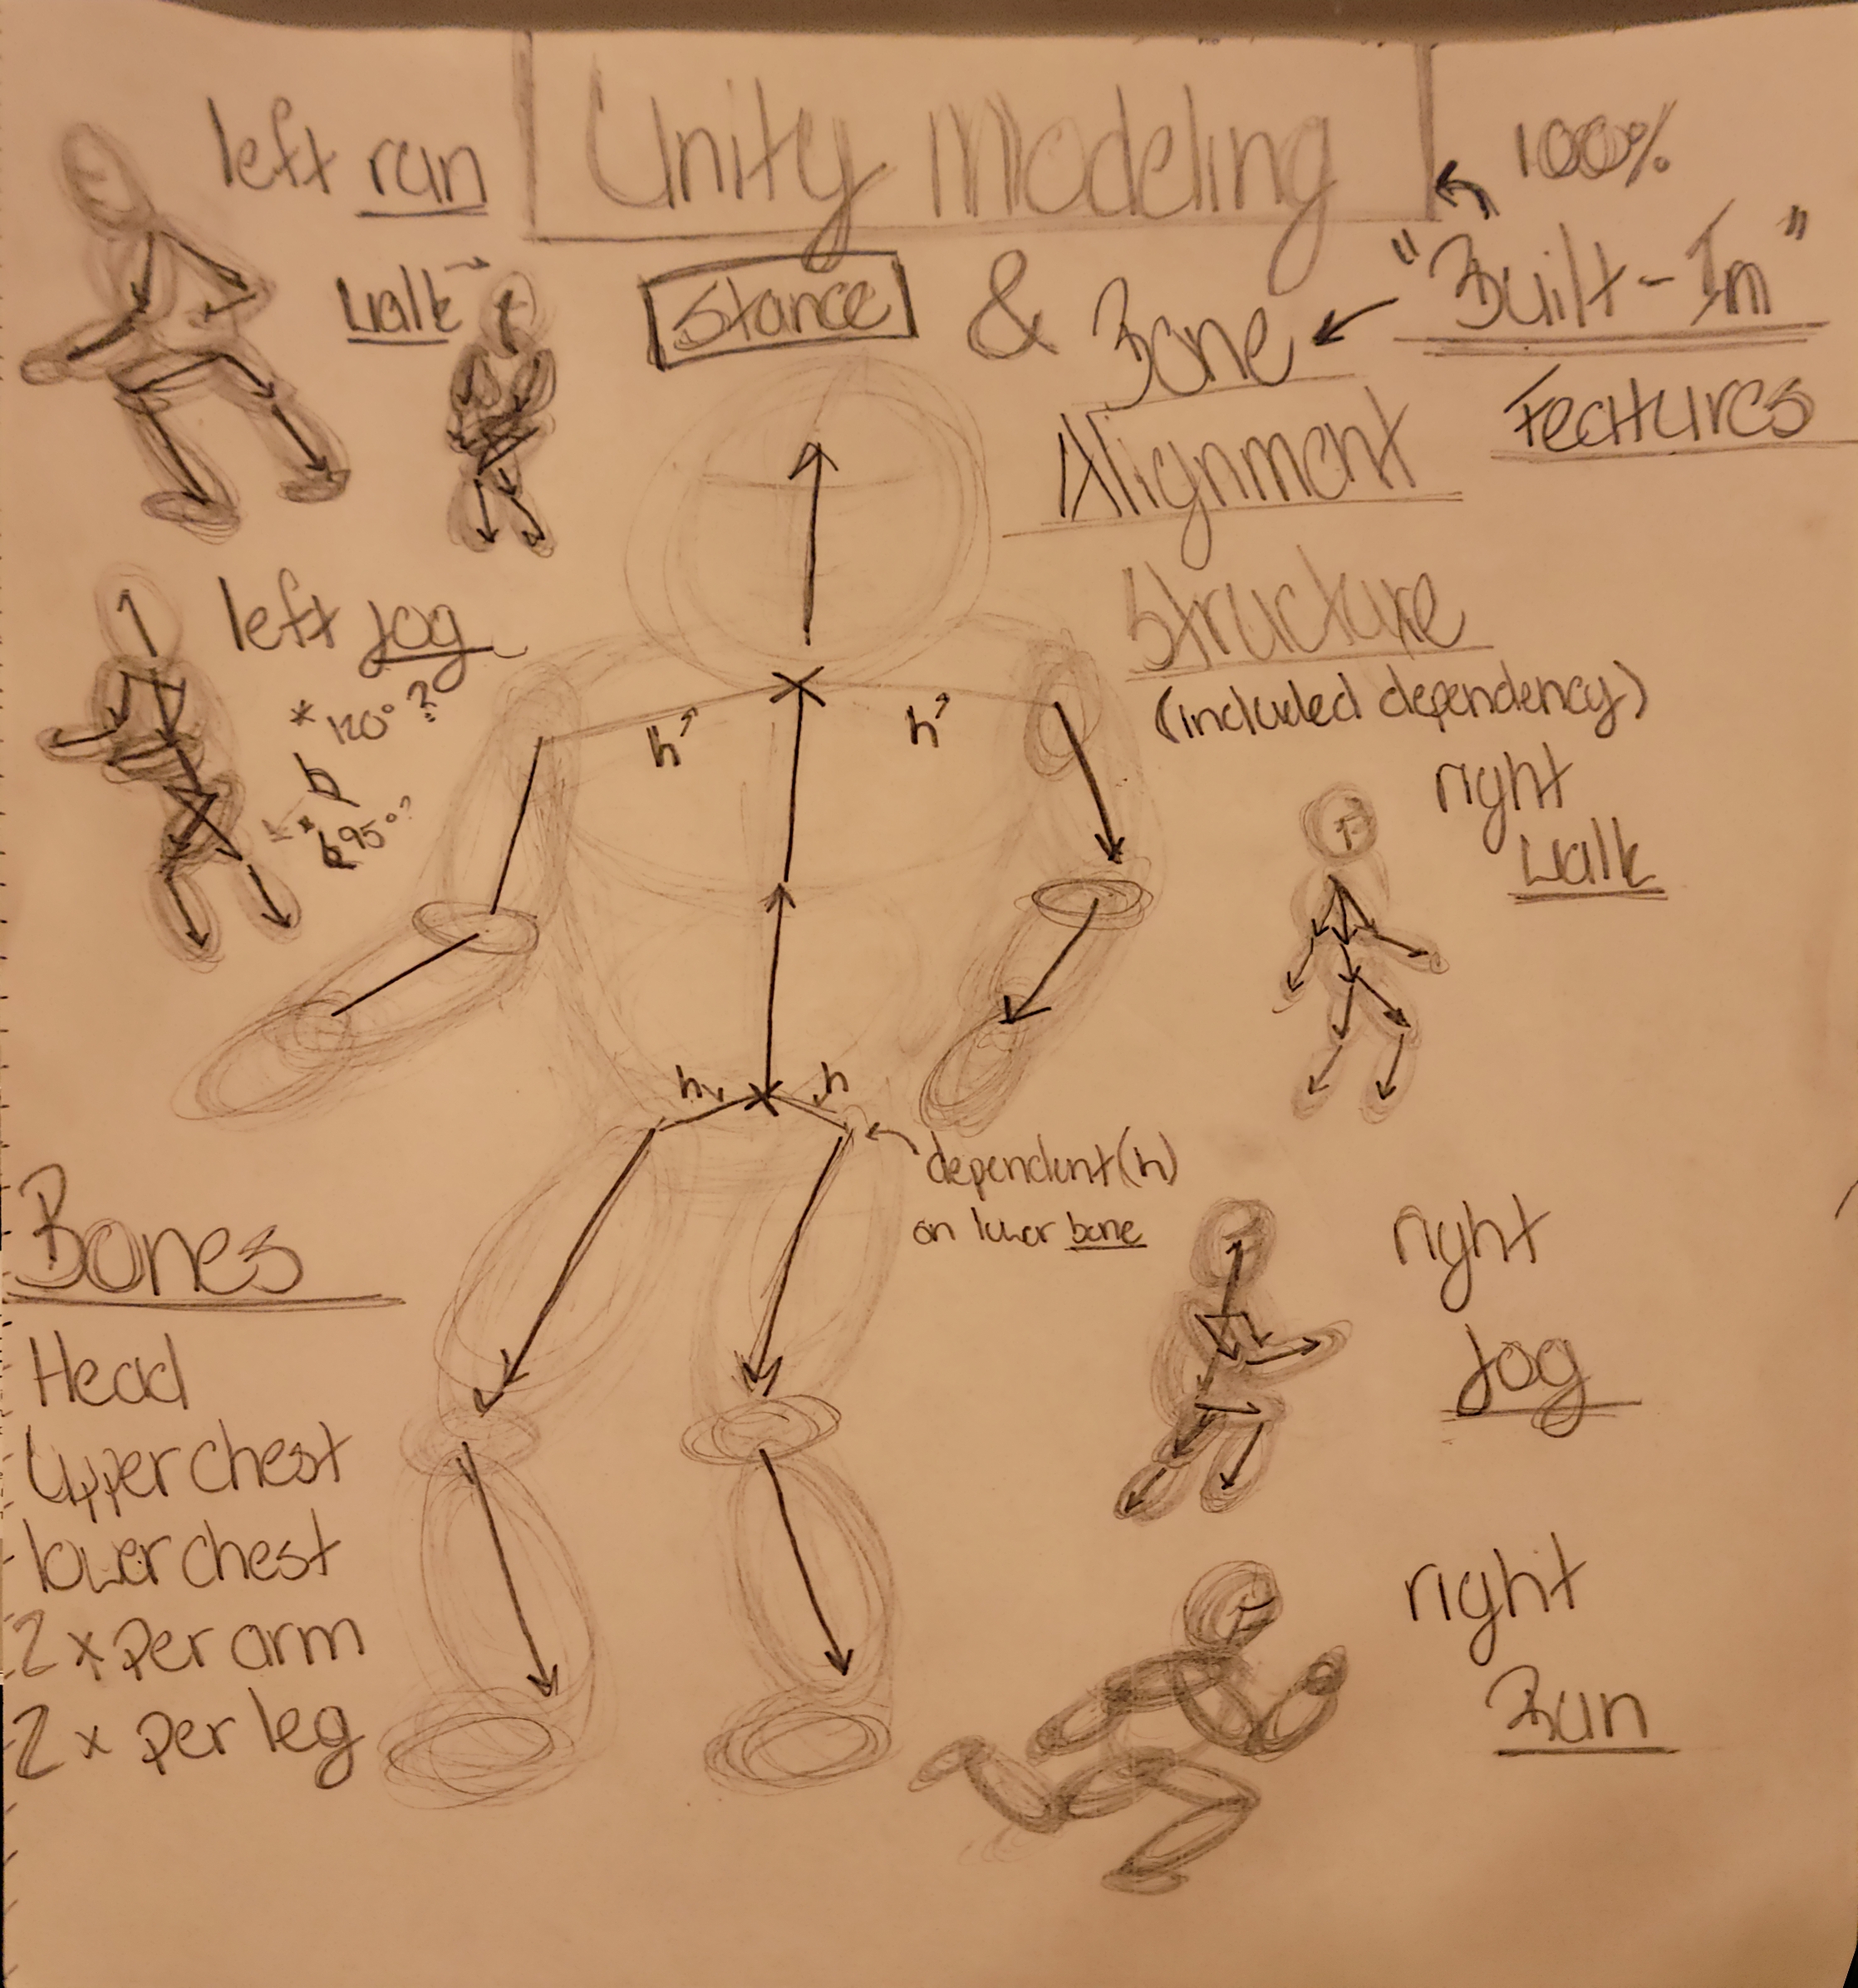 Unity Modeling
100%
"Built-In"
Features
Stance & Bone
Alignment
Structure
(included dependency)
left run
walk
left jog
* 120°?
* 95°?
h
h
h
h
dependent(h)
on lower bone
right
walk
right
jog
right
Run
Bones
Head
Upper chest
lower chest
2 x per arm
2 x per leg